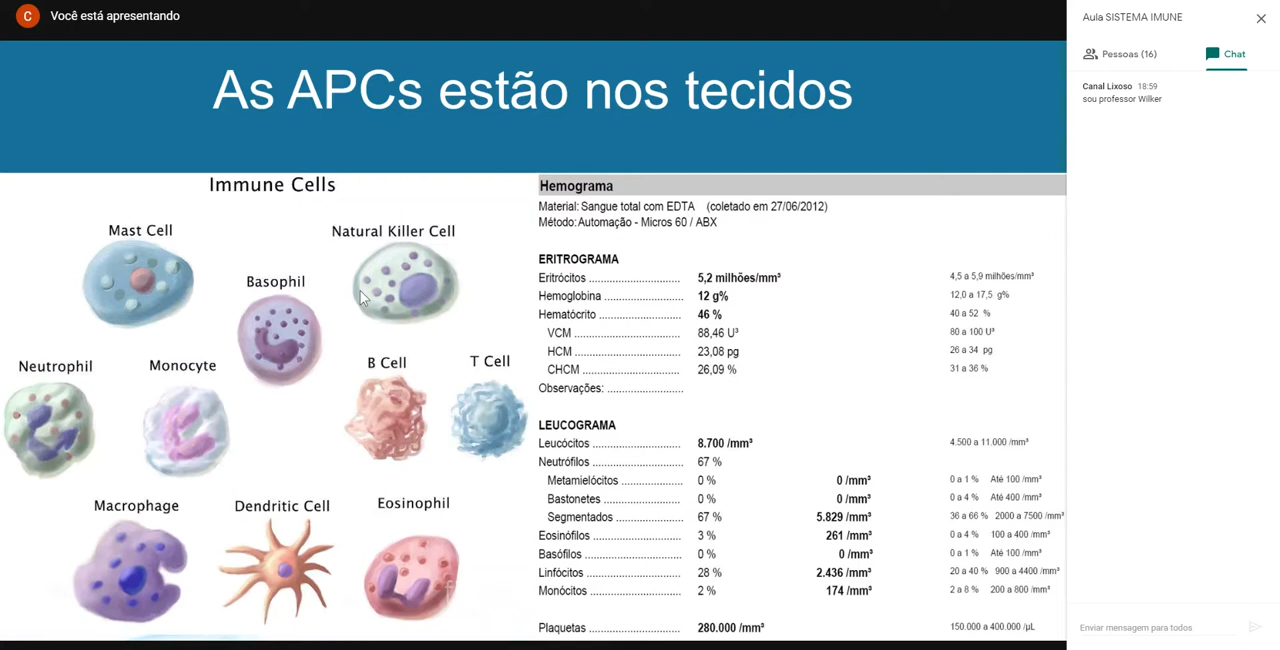 C
Você está apresentando
As APCs estão nos tecidos
Immune Cells
Mast Cell
Natural Killer Cell
Basophil
Neutrophil
Monocyte
B Cell
T Cell
Macrophage
Dendritic Cell
Eosinophil
Hemograma
Material: Sangue total com EDTA (coletado em 27/06/2012)
Método: Automação - Micros 60 / ABX
ERITROGRAMA
Eritrócitos ............................. 5,2 milhões/mm³ 4,5 a 5,9 milhões/mm³
Hemoglobina ......................... 12 g% 12,0 a 17,5 g%
Hematócrito ........................... 46 % 40 a 52 %
VCM ................................... 88,46 U³ 80 a 100 U³
HCM ................................... 23,08 pg 26 a 34 pg
CHCM ................................. 26,09 % 31 a 36 %
Observações: ........................
LEUCOGRAMA
Leucócitos ............................. 8.700 /mm³ 4.500 a 11.000 /mm³
Neutrófilos ............................. 67 %
Metamielócitos .................. 0 % 0 /mm³ 0 a 1 % Até 100 /mm³
Bastonetes ........................ 0 % 0 /mm³ 0 a 4 % Até 400 /mm³
Segmentados .................... 67 % 5.829 /mm³ 36 a 66 % 2000 a 7500 /mm³
Eosinófilos ............................. 3 % 261 /mm³ 0 a 4 % 100 a 400 /mm³
Basófilos ................................ 0 % 0 /mm³ 0 a 1 % Até 100 /mm³
Linfócitos ............................... 28 % 2.436 /mm³ 20 a 40 % 900 a 4400 /mm³
Monócitos .............................. 2 % 174 /mm³ 2 a 8 % 200 a 800 /mm³
Plaquetas .............................. 280.000 /mm³ 150.000 a 400.000 /µL
Aula SISTEMA IMUNE
Pessoas (16) Chat
Canal Lixoso 18:59
sou professor Wilker
Enviar mensagem para todos